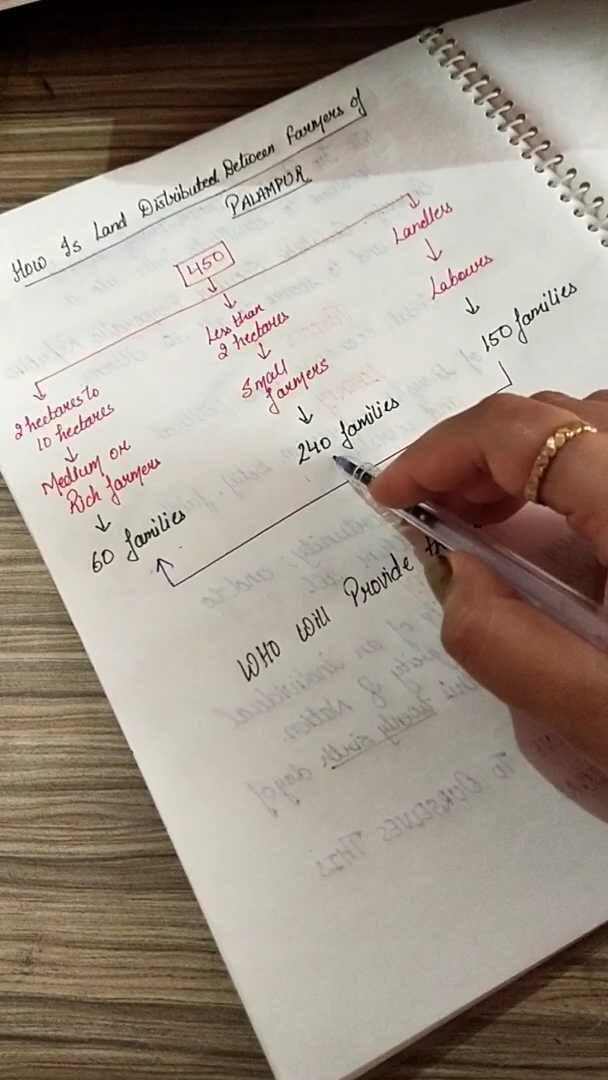 How Is Land Distributed Between farmers of
PALAMPUR
450
Landless
Labours
150 families
Less than
2 hectares
Small
farmers
240 families
2 hectares to
10 hectares
Medium or
Rich farmers
60 families
WHO Will Provide